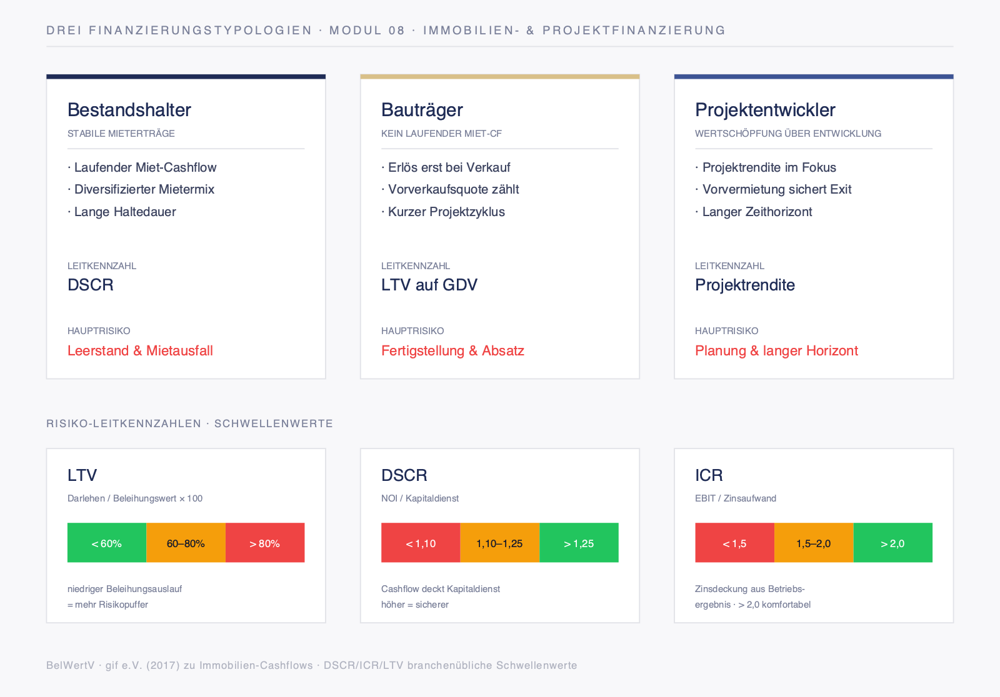 DREI FINANZIERUNGSTYPOLOGIEN · MODUL 08 · IMMOBILIEN- & PROJEKTFINANZIERUNG
Bestandshalter
STABILE MIETERTRÄGE
· Laufender Miet-Cashflow
· Diversifizierter Mietermix
· Lange Haltedauer
LEITKENNZAHL
DSCR
HAUPTRISIKO
Leerstand & Mietausfall
Bauträger
KEIN LAUFENDER MIET-CF
· Erlös erst bei Verkauf
· Vorverkaufsquote zählt
· Kurzer Projektzyklus
LEITKENNZAHL
LTV auf GDV
HAUPTRISIKO
Fertigstellung & Absatz
Projektentwickler
WERTSCHÖPFUNG ÜBER ENTWICKLUNG
· Projektrendite im Fokus
· Vorvermietung sichert Exit
· Langer Zeithorizont
LEITKENNZAHL
Projektrendite
HAUPTRISIKO
Planung & langer Horizont
RISIKO-LEITKENNZAHLEN · SCHWELLENWERTE
LTV
Darlehen / Beleihungswert × 100
< 60%
60–80%
> 80%
niedriger Beleihungsauslauf
= mehr Risikopuffer
DSCR
NOI / Kapitaldienst
< 1,10
1,10–1,25
> 1,25
Cashflow deckt Kapitaldienst
höher = sicherer
ICR
EBIT / Zinsaufwand
< 1,5
1,5–2,0
> 2,0
Zinsdeckung aus Betriebs-
ergebnis · > 2,0 komfortabel
BelWertV · gif e.V. (2017) zu Immobilien-Cashflows · DSCR/ICR/LTV branchenübliche Schwellenwerte